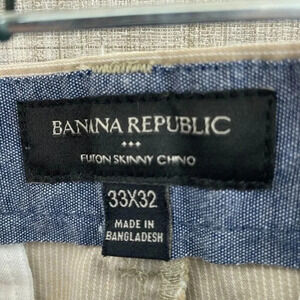 BANANA REPUBLIC
FULTON SKINNY CHINO
33X32
MADE IN
BANGLADESH